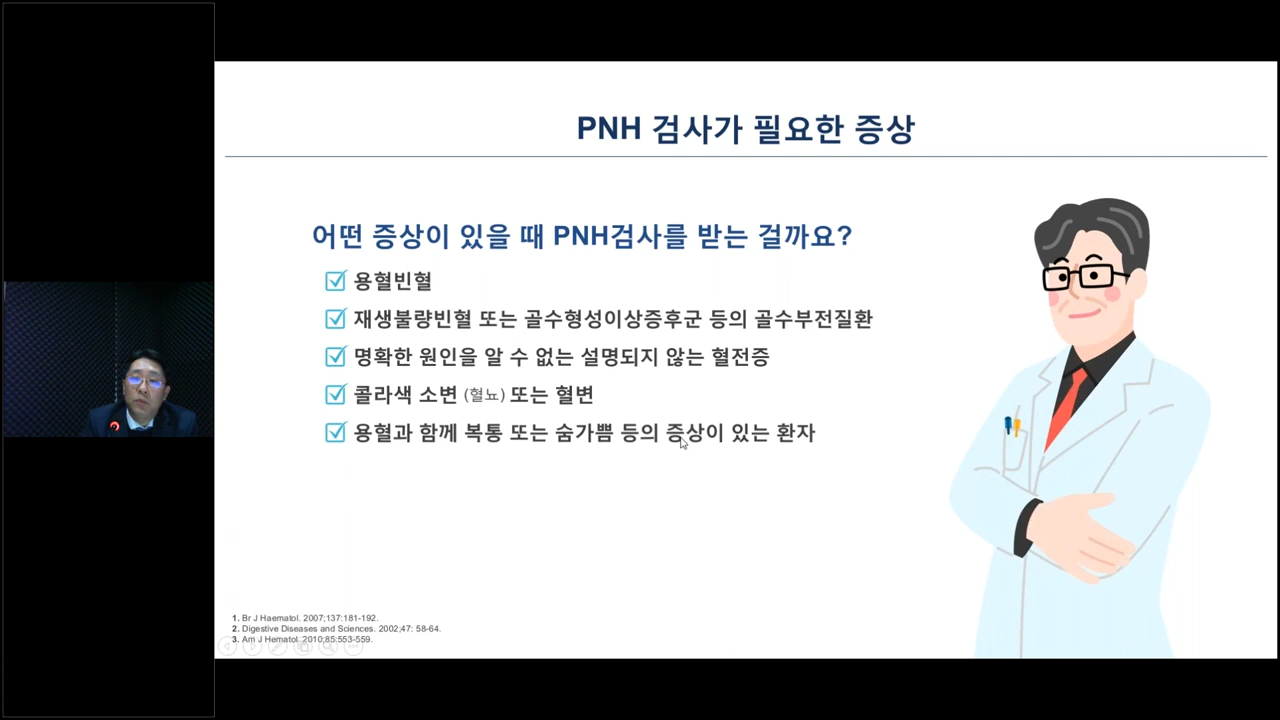 PNH 검사가 필요한 증상
어떤 증상이 있을 때 PNH검사를 받는 걸까요?
용혈빈혈
재생불량빈혈 또는 골수형성이상증후군 등의 골수부전질환
명확한 원인을 알 수 없는 설명되지 않는 혈전증
콜라색 소변 (혈뇨) 또는 혈변
용혈과 함께 복통 또는 숨가쁨 등의 증상이 있는 환자
1. Br J Haematol. 2007;137:181-192.
2. Digestive Diseases and Sciences. 2002;47: 58-64.
3. Am J Hematol. 2010;85:553-559.